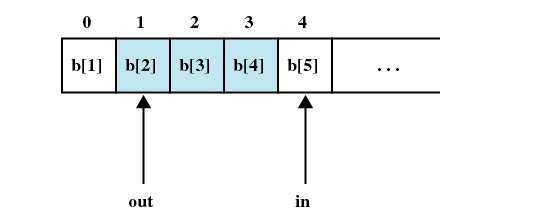 0 1 2 3 4
b[1] b[2] b[3] b[4] b[5] ...
out in